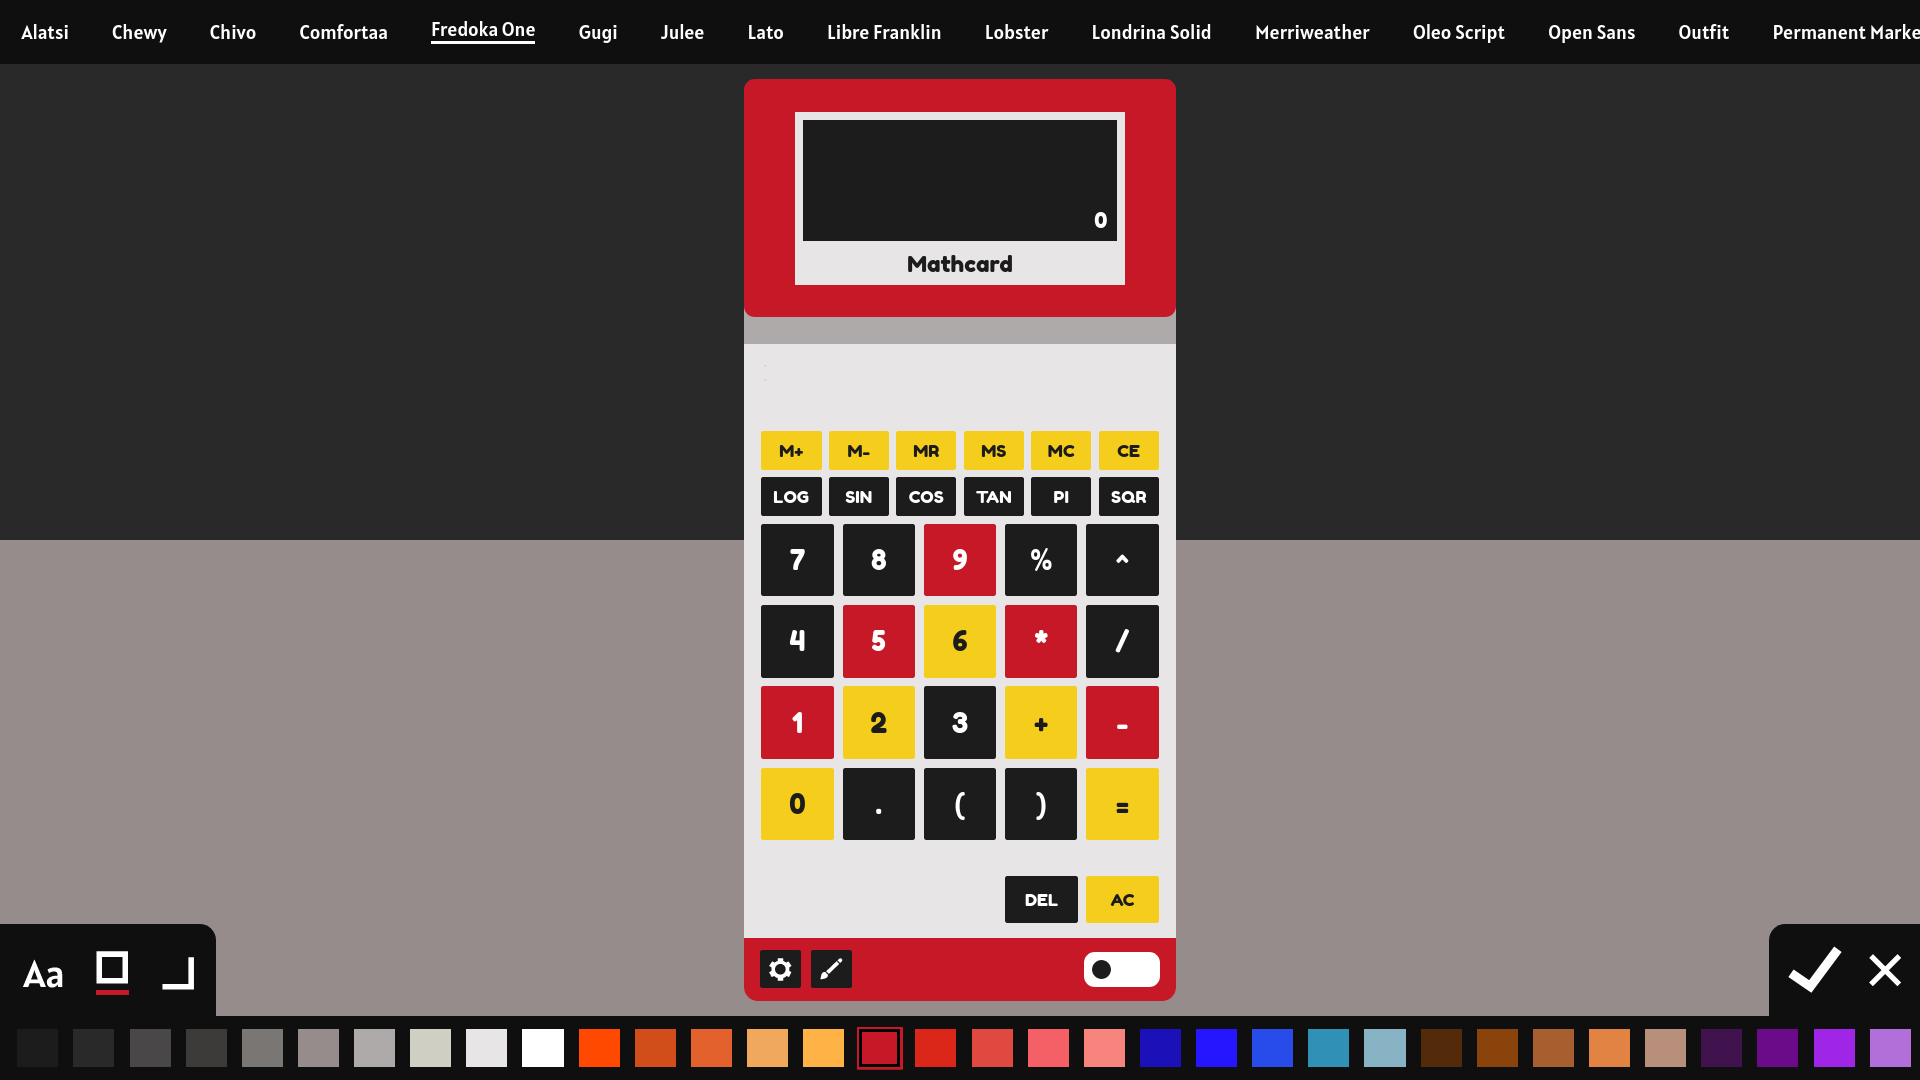 Alatsi Chewy Chivo Comfortaa Fredoka One Gugi Julee Lato Libre Franklin Lobster Londrina Solid Merriweather Oleo Script Open Sans Outfit Permanent Marke
0
Mathcard
M+ M- MR MS MC CE
LOG SIN COS TAN PI SQR
7 8 9 % ^
4 5 6 * /
1 2 3 + -
0 . ( ) =
DEL AC
Aa